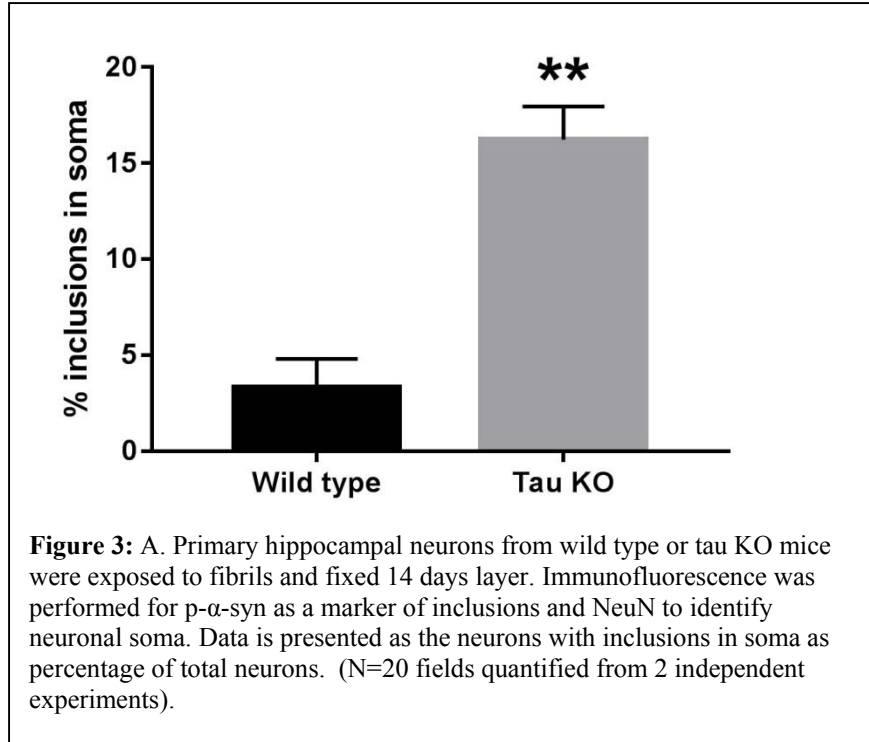 20
**
15
10
5
0
% inclusions in soma
Wild type
Tau KO
Figure 3: A. Primary hippocampal neurons from wild type or tau KO mice
were exposed to fibrils and fixed 14 days layer. Immunofluorescence was
performed for p-α-syn as a marker of inclusions and NeuN to identify
neuronal soma. Data is presented as the neurons with inclusions in soma as
percentage of total neurons. (N=20 fields quantified from 2 independent
experiments).